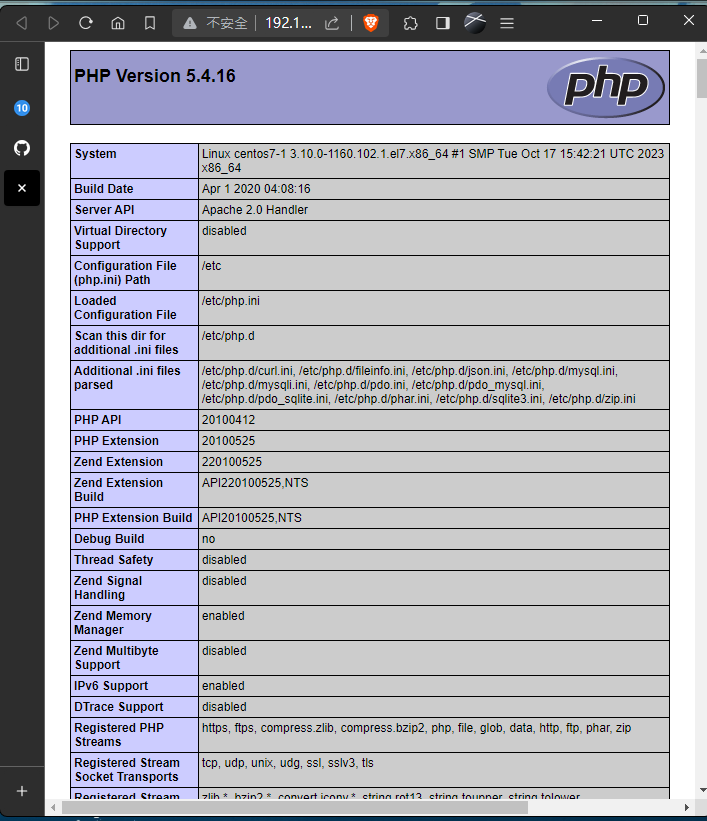 不安全 192.1...
PHP Version 5.4.16
php
System Linux centos7-1 3.10.0-1160.102.1.el7.x86_64 #1 SMP Tue Oct 17 15:42:21 UTC 2023
x86_64
Build Date Apr 1 2020 04:08:16
Server API Apache 2.0 Handler
Virtual Directory disabled
Support
Configuration File /etc
(php.ini) Path
Loaded /etc/php.ini
Configuration File
Scan this dir for /etc/php.d
additional .ini files
Additional .ini files /etc/php.d/curl.ini, /etc/php.d/fileinfo.ini, /etc/php.d/json.ini, /etc/php.d/mysql.ini,
parsed /etc/php.d/mysqli.ini, /etc/php.d/pdo.ini, /etc/php.d/pdo_mysql.ini,
/etc/php.d/pdo_sqlite.ini, /etc/php.d/phar.ini, /etc/php.d/sqlite3.ini, /etc/php.d/zip.ini
PHP API 20100412
PHP Extension 20100525
Zend Extension 220100525
Zend Extension API220100525,NTS
Build
PHP Extension Build API20100525,NTS
Debug Build no
Thread Safety disabled
Zend Signal disabled
Handling
Zend Memory enabled
Manager
Zend Multibyte disabled
Support
IPv6 Support enabled
DTrace Support disabled
Registered PHP https, ftps, compress.zlib, compress.bzip2, php, file, glob, data, http, ftp, phar, zip
Streams
Registered Stream tcp, udp, unix, udg, ssl, sslv3, tls
Socket Transports
Registered Stream zlib.*, bzip2.*, convert.iconv.*, string.rot13, string.toupper, string.tolower,
10